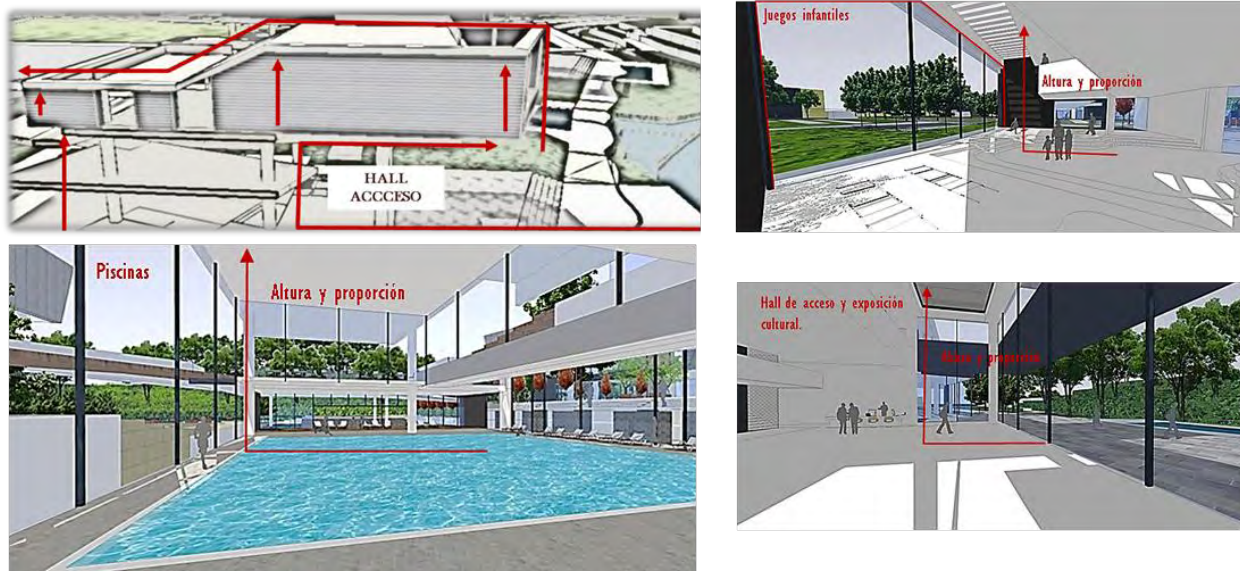 HALL
ACCCESO
Juegos infantiles
Altura y proporción
Piscinas
Altura y proporción
Hall de acceso y exposición
cultural.
Altura y proporción